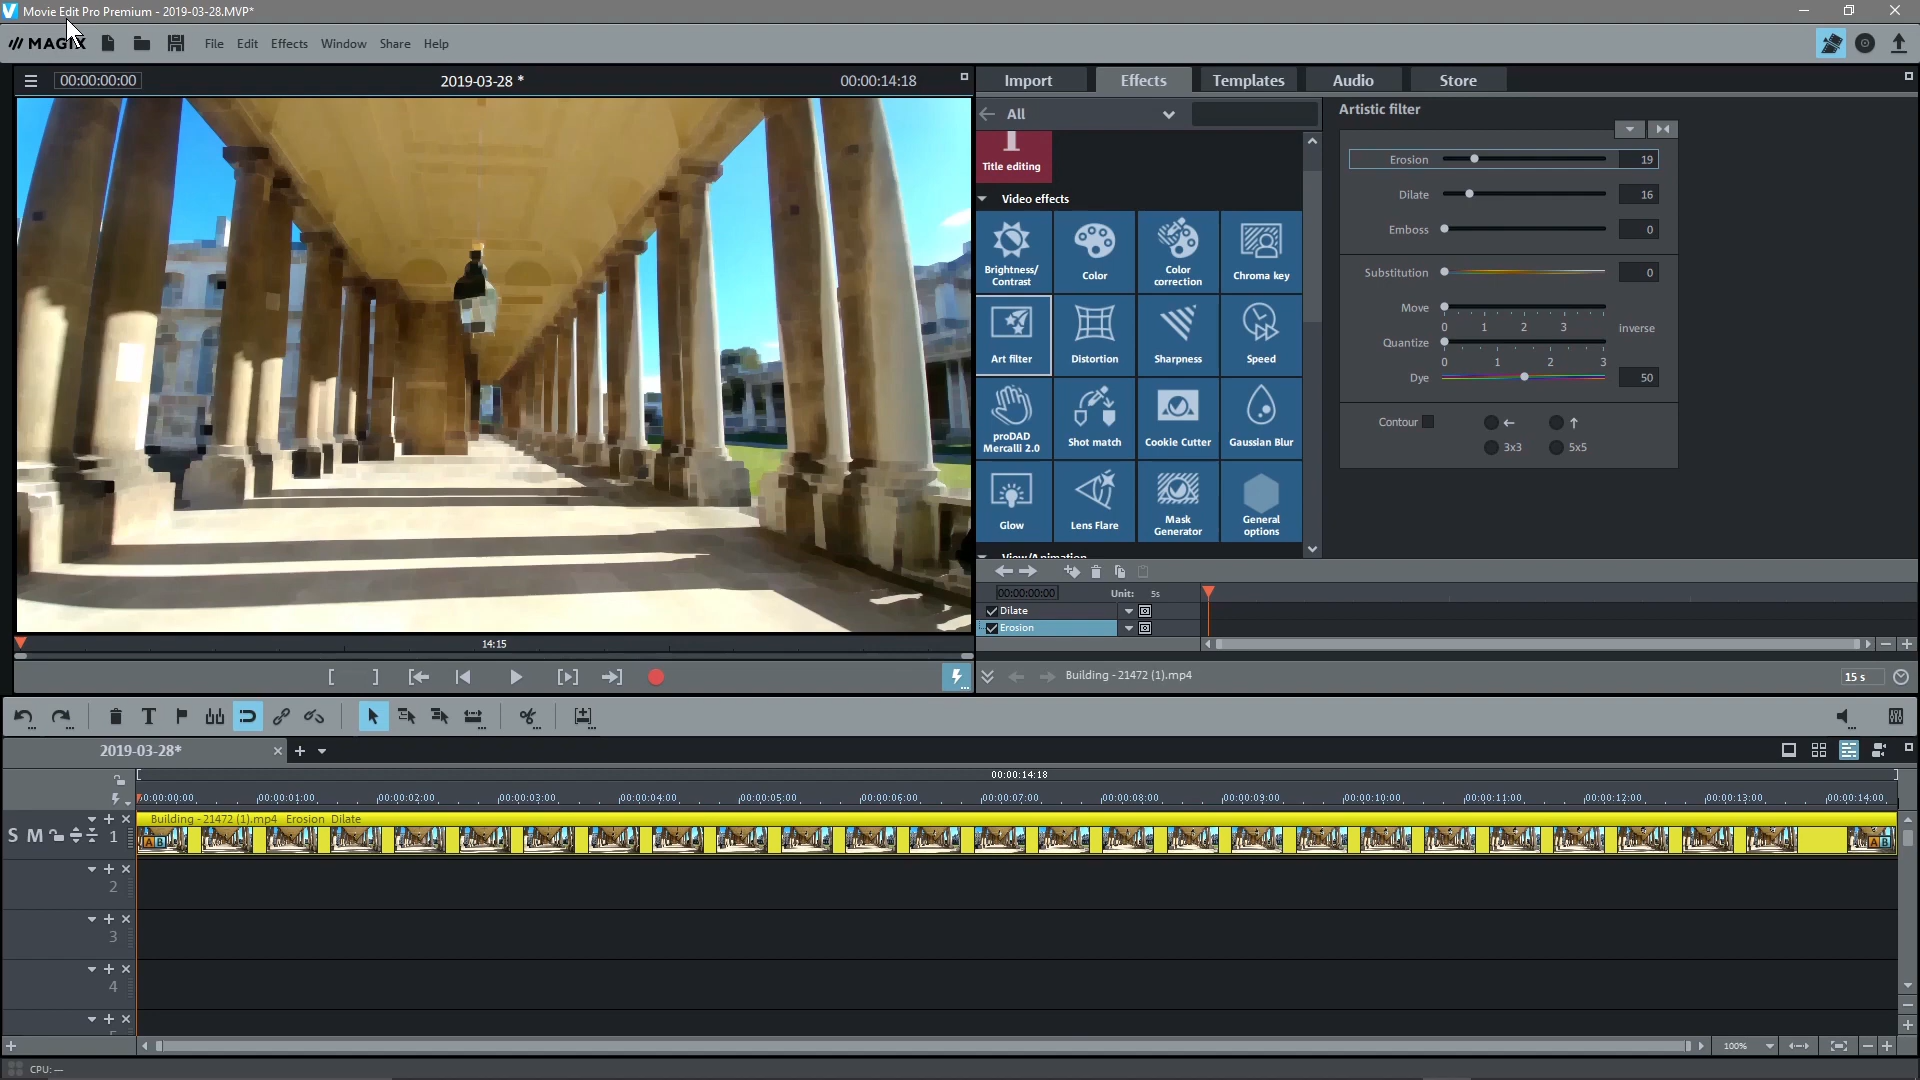 Movie Edit Pro Premium - 2019-03-28.MVP*
MAGIX File Edit Effects Window Share Help
00:00:00:00 2019-03-28 * 00:00:14:18
Import Effects Templates Audio Store
All
Artistic filter
Title editing
Video effects
Brightness/
Contrast
Color
Color
correction
Chroma key
Art filter
Distortion
Sharpness
Speed
proDAD
Mercalli 2.0
Shot match
Cookie Cutter
Gaussian Blur
Glow
Lens Flare
Mask
Generator
General
options
View/Animation
Erosion 19
Dilate 16
Emboss 0
Substitution 0
Move
0 1 2 3
inverse
Quantize
0 1 2 3
Dye 50
Contour
3x3 5x5
00:00:00:00 Unit: 5s
Dilate
Erosion
14:15
Building - 21472 (1).mp4 15 s
2019-03-28*
00:00:14:18
00:00:00:00 00:00:01:00 00:00:02:00 00:00:03:00 00:00:04:00 00:00:05:00 00:00:06:00 00:00:07:00 00:00:08:00 00:00:09:00 00:00:10:00 00:00:11:00 00:00:12:00 00:00:13:00 00:00:14:00
Building - 21472 (1).mp4 Erosion Dilate
S M 1
AB AB
2
3
4
100%
CPU: —